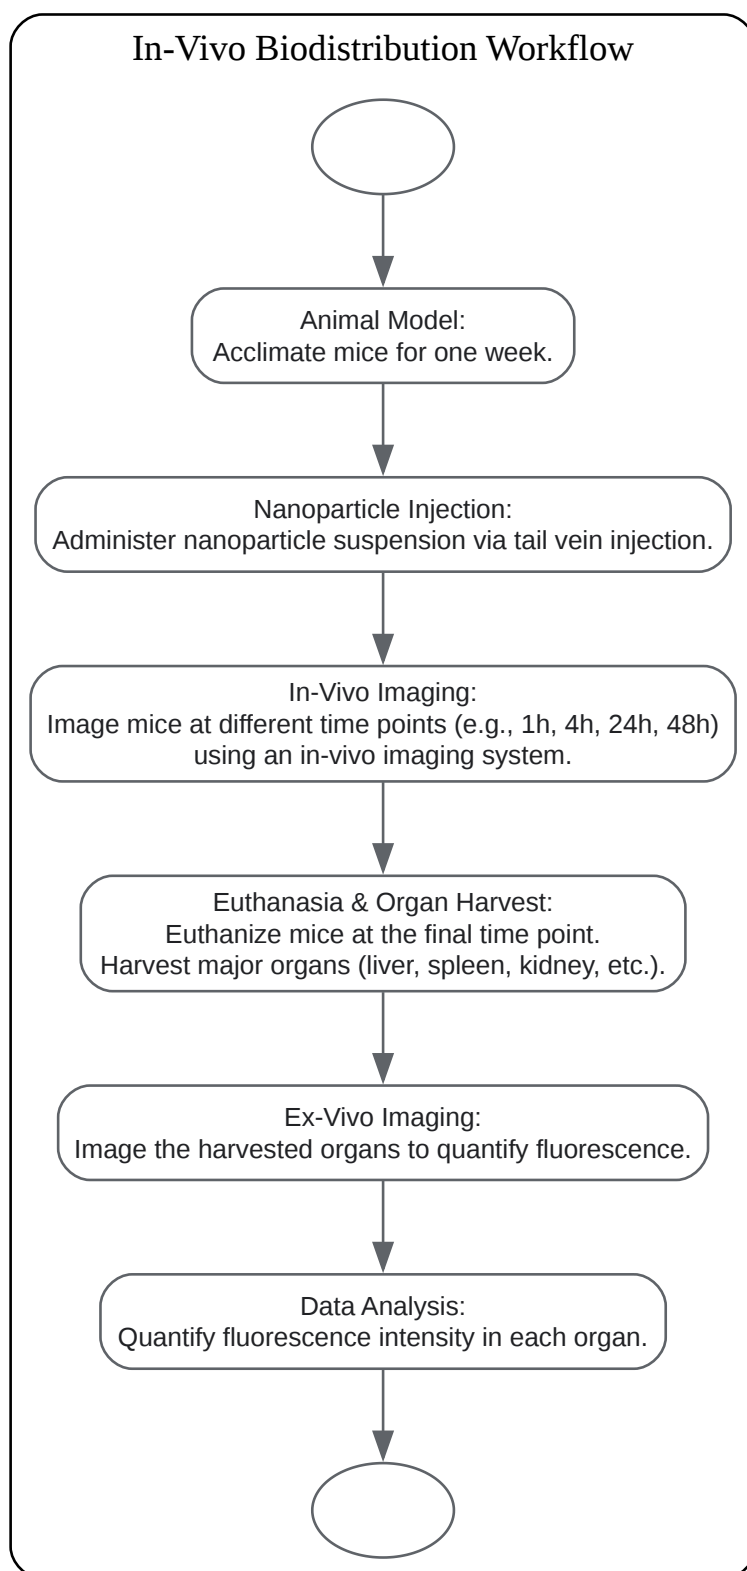 In-Vivo Biodistribution Workflow
Animal Model:
Acclimate mice for one week.
Nanoparticle Injection:
Administer nanoparticle suspension via tail vein injection.
In-Vivo Imaging:
Image mice at different time points (e.g., 1h, 4h, 24h, 48h)
using an in-vivo imaging system.
Euthanasia & Organ Harvest:
Euthanize mice at the final time point.
Harvest major organs (liver, spleen, kidney, etc.).
Ex-Vivo Imaging:
Image the harvested organs to quantify fluorescence.
Data Analysis:
Quantify fluorescence intensity in each organ.